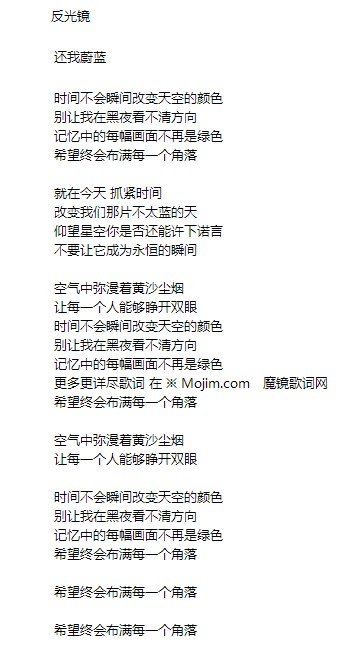 反光镜
还我蔚蓝
时间不会瞬间改变天空的颜色
别让我在黑夜看不清方向
记忆中的每幅画面不再是绿色
希望终会布满每一个角落
就在今天 抓紧时间
改变我们那片不太蓝的天
仰望星空你是否还能许下诺言
不要让它成为永恒的瞬间
空气中弥漫着黄沙尘烟
让每一个人能够睁开双眼
时间不会瞬间改变天空的颜色
别让我在黑夜看不清方向
记忆中的每幅画面不再是绿色
更多更详尽歌词 在 ※ Mojim.com　魔镜歌词网
希望终会布满每一个角落
空气中弥漫着黄沙尘烟
让每一个人能够睁开双眼
时间不会瞬间改变天空的颜色
别让我在黑夜看不清方向
记忆中的每幅画面不再是绿色
希望终会布满每一个角落
希望终会布满每一个角落
希望终会布满每一个角落